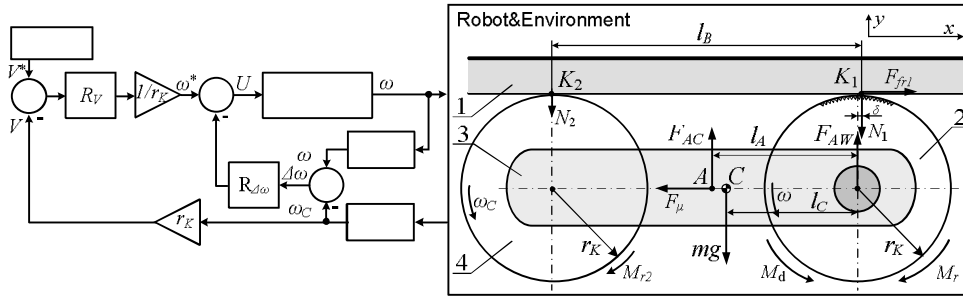 Robot&Environment
y
x
l_B
V*
R_V
1/r_K
ω*
U
ω
K_2
K_1
F_fr1
1
V
N_2
N_1
δ
2
3
F_AC
l_A
F_AW
ω
Δω
R_Δω
A
C
F_μ
ω_C
l_C
ω
ω_C
r_K
r_K
r_K
mg
4
M_r2
M_d
M_r